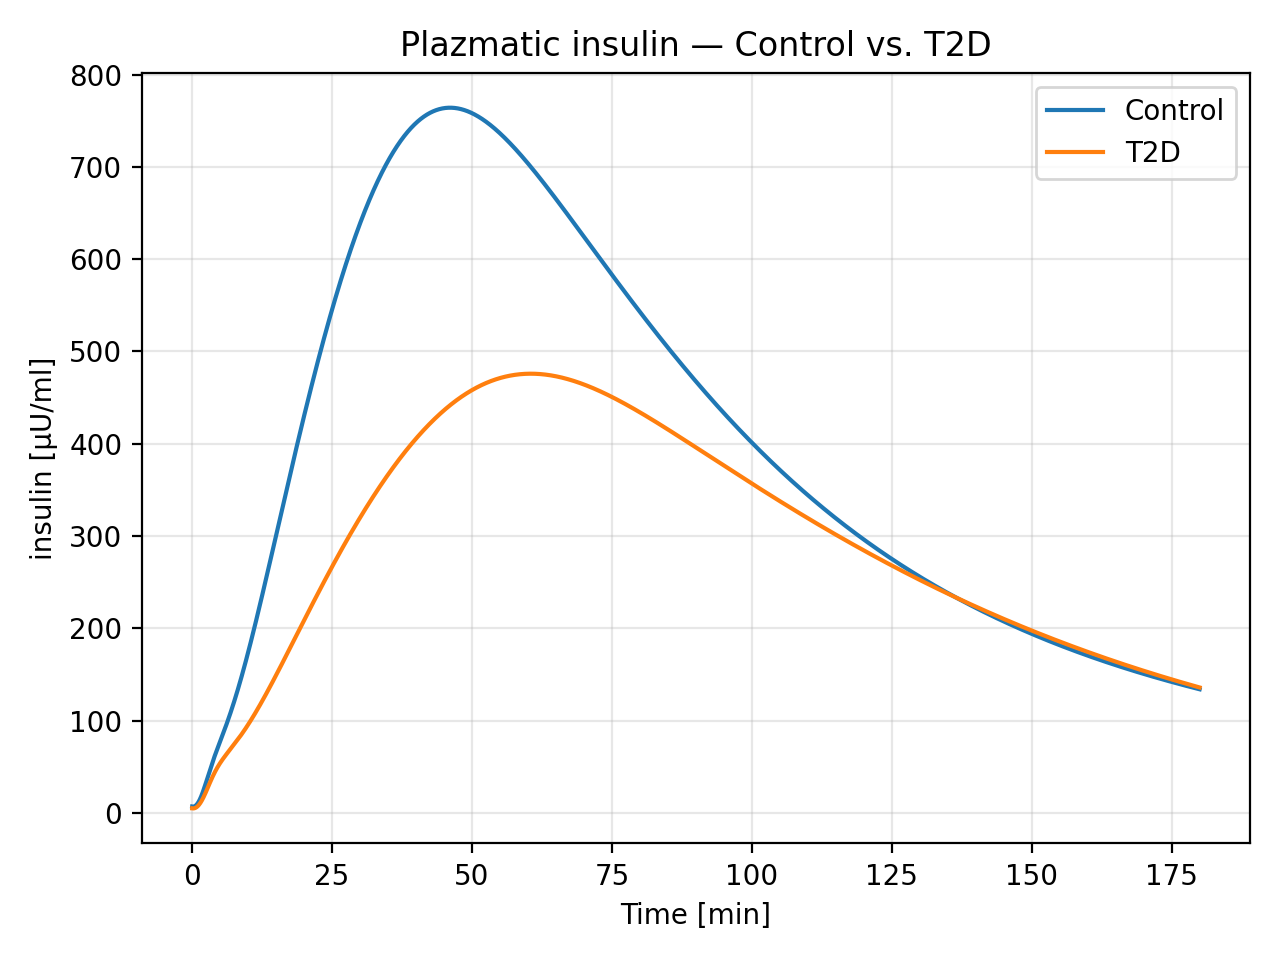 Plazmatic insulin — Control vs. T2D
Control
T2D
insulin [µU/ml]
800
700
600
500
400
300
200
100
0
0 25 50 75 100 125 150 175
Time [min]